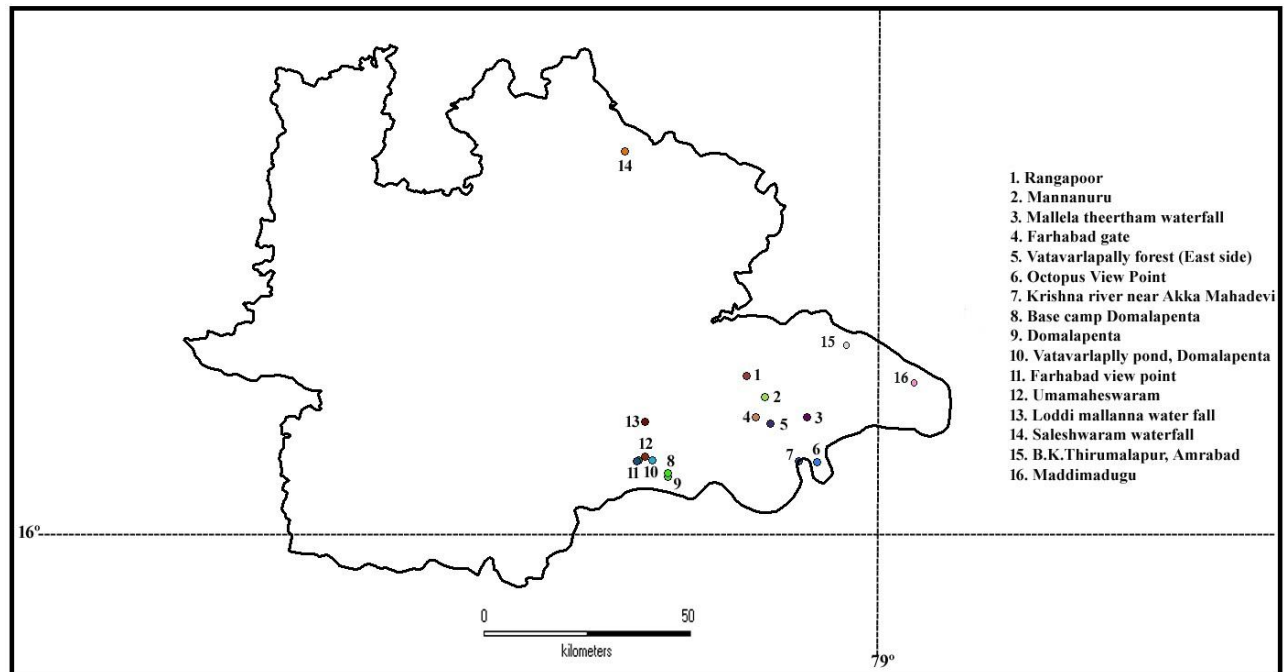 14
1. Rangapoor
2. Mannanuru
3. Mallela theertham waterfall
4. Farhabad gate
5. Vatavarlapally forest (East side)
6. Octopus View Point
7. Krishna river near Akka Mahadevi
8. Base camp Domalapenta
9. Domalapenta
10. Vatavarlaplly pond, Domalapenta
11. Farhabad view point
12. Umamaheswaram
13. Loddi mallanna water fall
14. Saleshwaram waterfall
15. B.K.Thirumalapur, Amrabad
16. Maddimadugu
15
1
16
2
13
4
5
3
12
11
10
8
9
7
6
16º
0
50
kilometers
79º